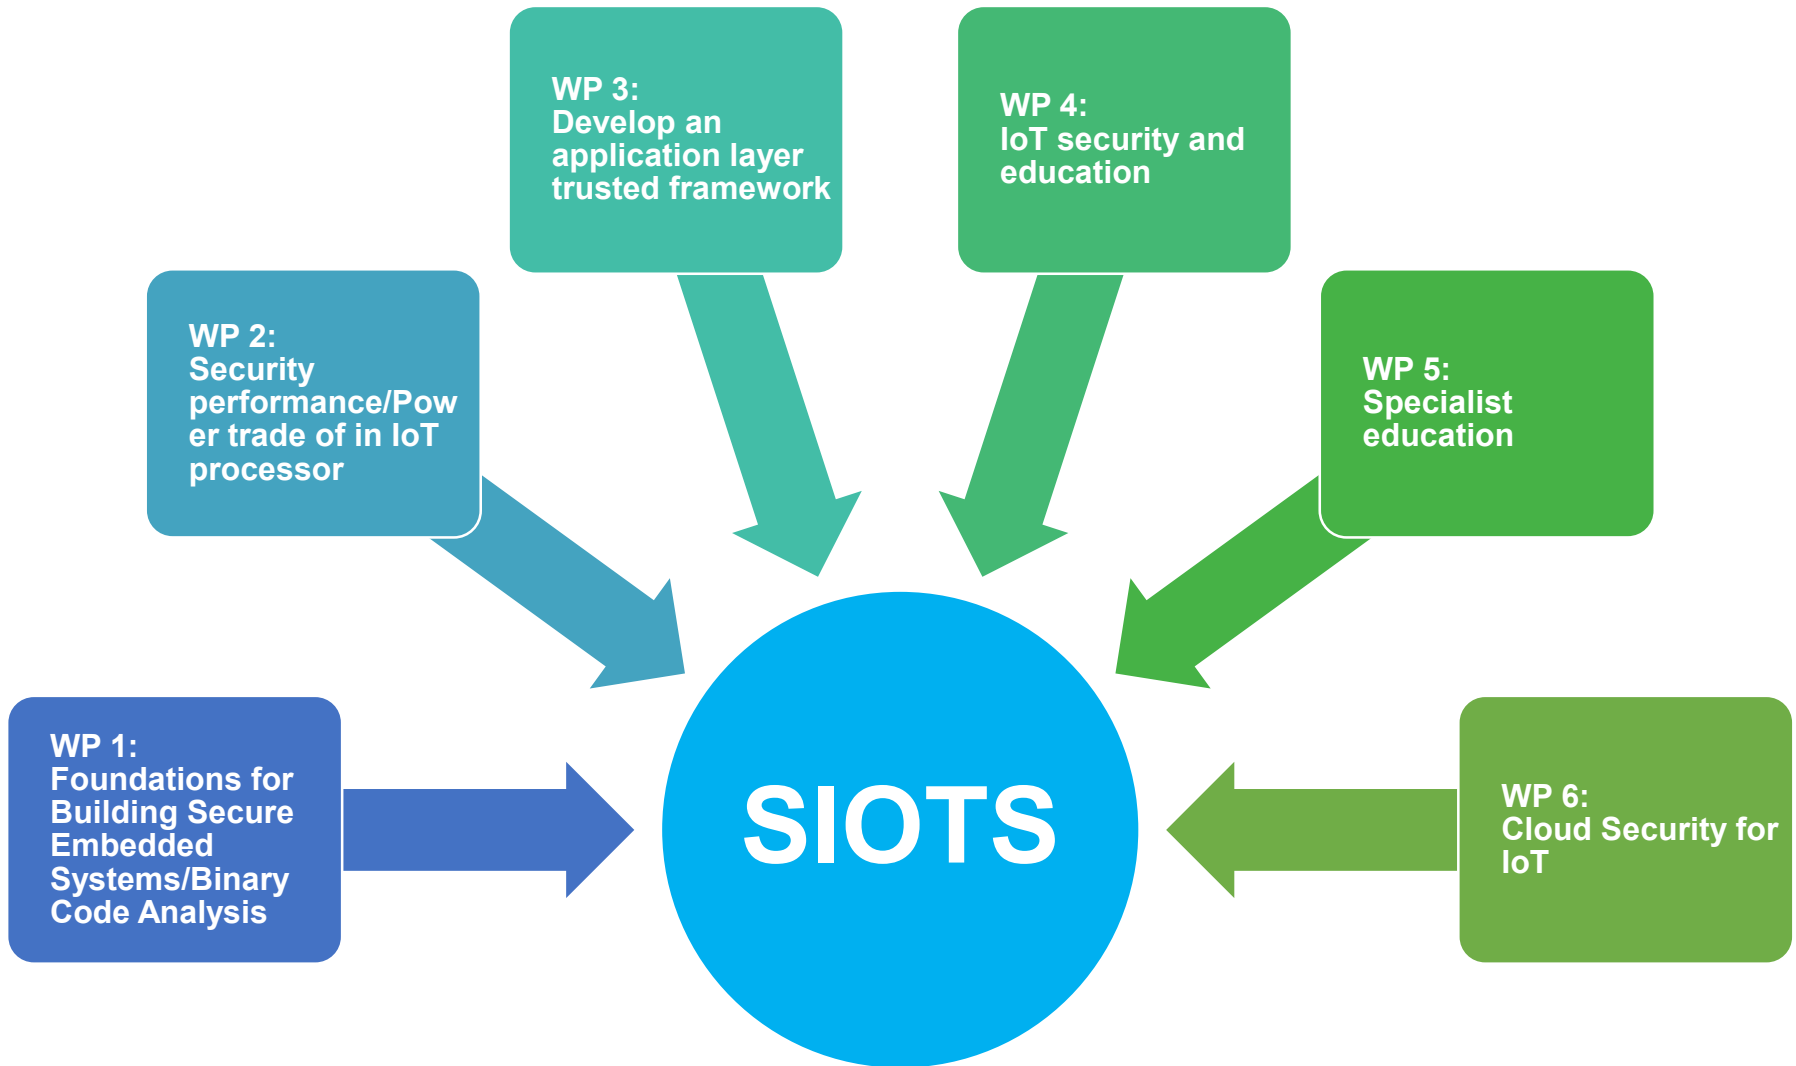 WP 1:
Foundations for
Building Secure
Embedded
Systems/Binary
Code Analysis
WP 2:
Security
performance/Pow
er trade of in IoT
processor
WP 3:
Develop an
application layer
trusted framework
WP 4:
IoT security and
education
WP 5:
Specialist
education
WP 6:
Cloud Security for
IoT
SIOTS